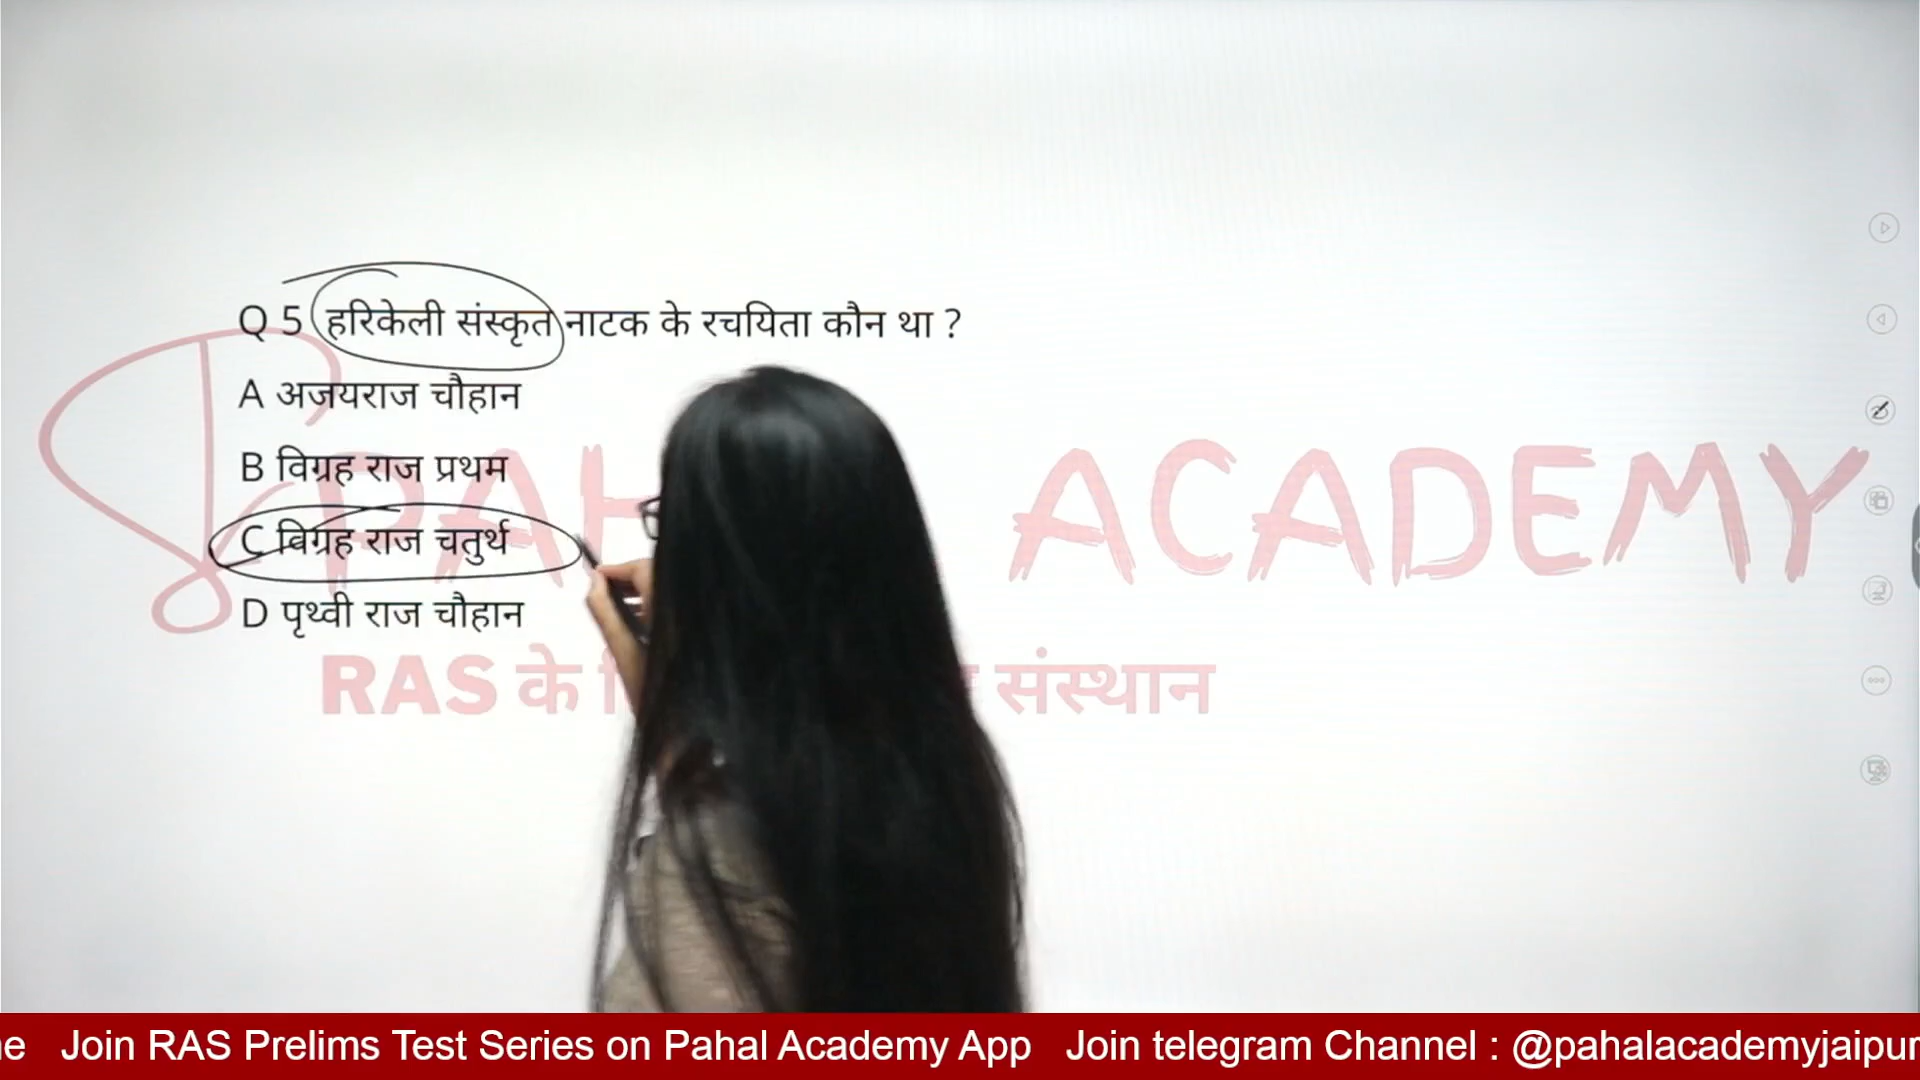 Q 5 हरिकेली संस्कृत नाटक के रचयिता कौन था ?
A अजयराज चौहान
B विग्रह राज प्रथम
C विग्रह राज चतुर्थ
D पृथ्वी राज चौहान
ACADEMY
RAS के संस्थान
Join RAS Prelims Test Series on Pahal Academy App Join telegram Channel : @pahalacademyjaipur